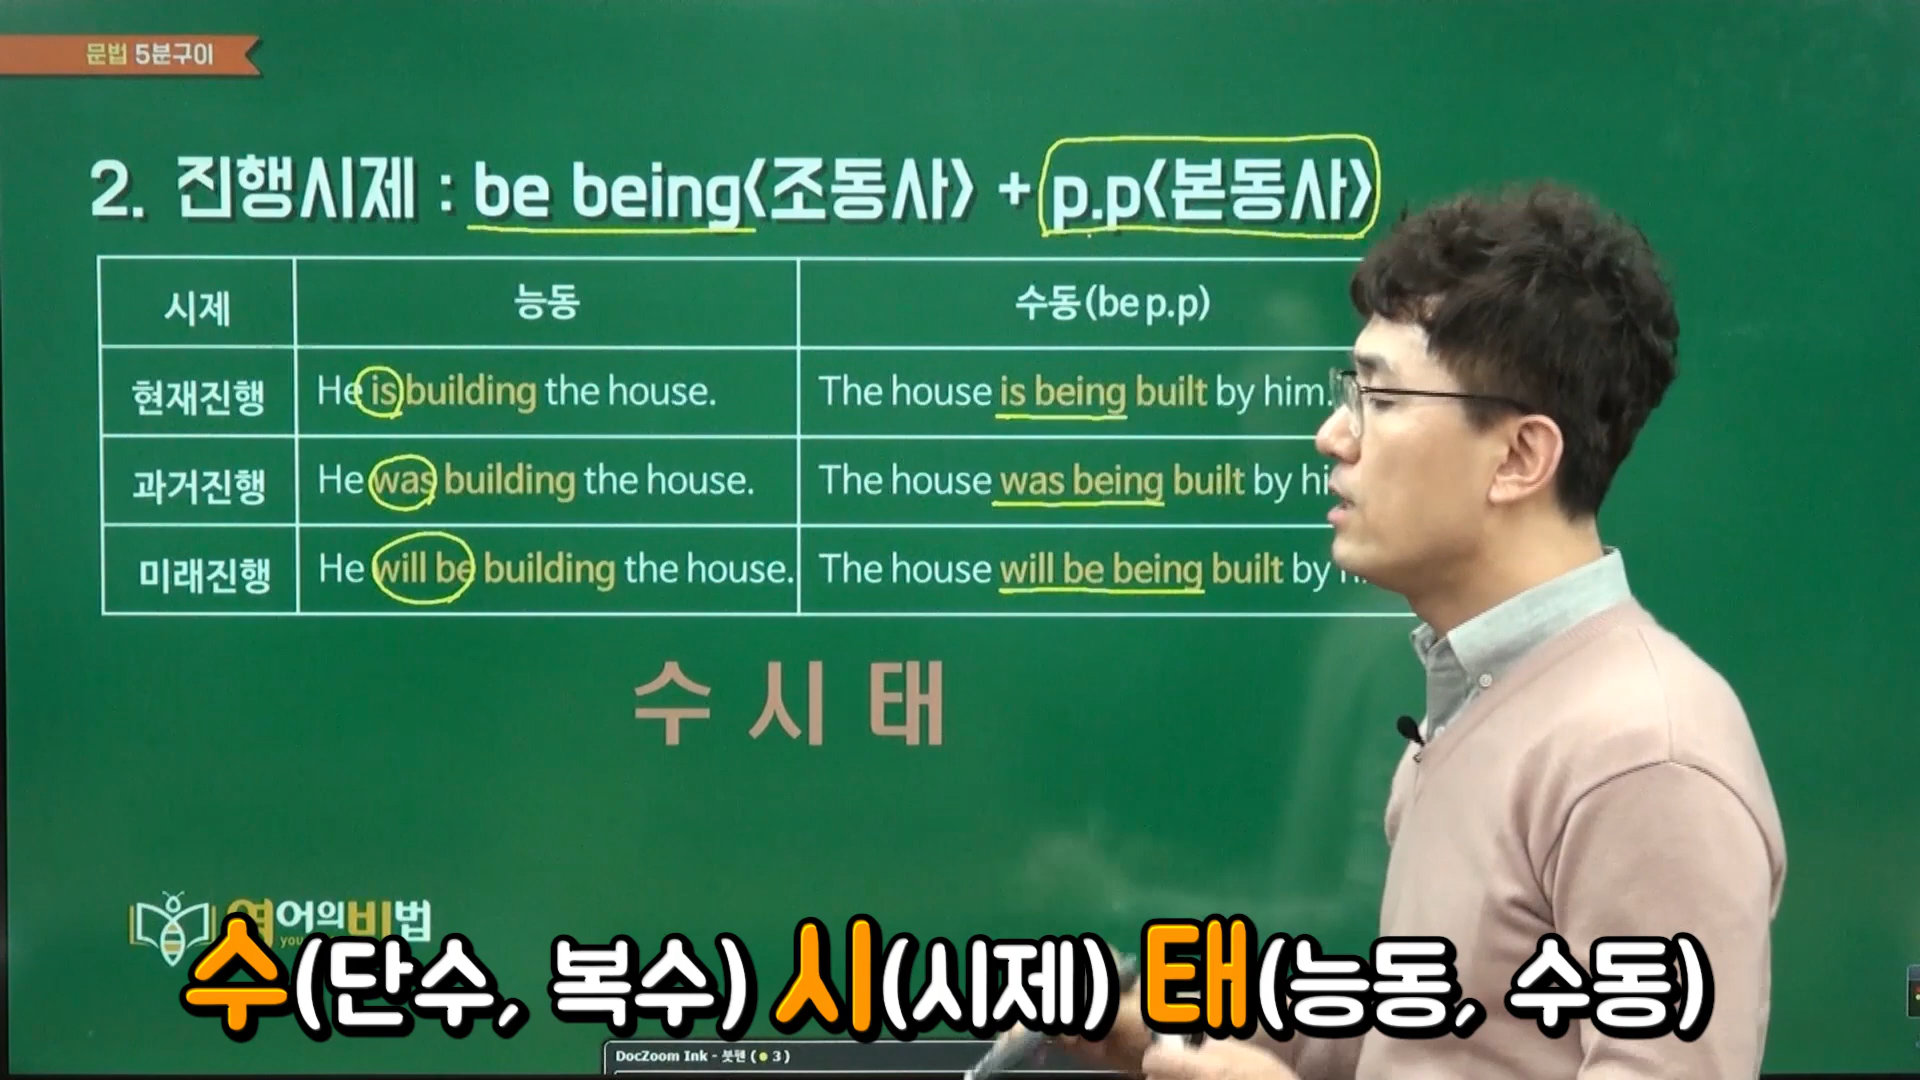 문법 5분구이
2. 진행시제 : be being<조동사> + p.p<본동사>
시제 능동 수동(be p.p)
현재진행 He is building the house. The house is being built by him.
과거진행 He was building the house. The house was being built by
미래진행 He will be building the house. The house will be being built by
수 시 태
영어의비법
수(단수, 복수) 시(시제) 태(능동, 수동)
DocZoom Ink - 붓펜 ( 3 )